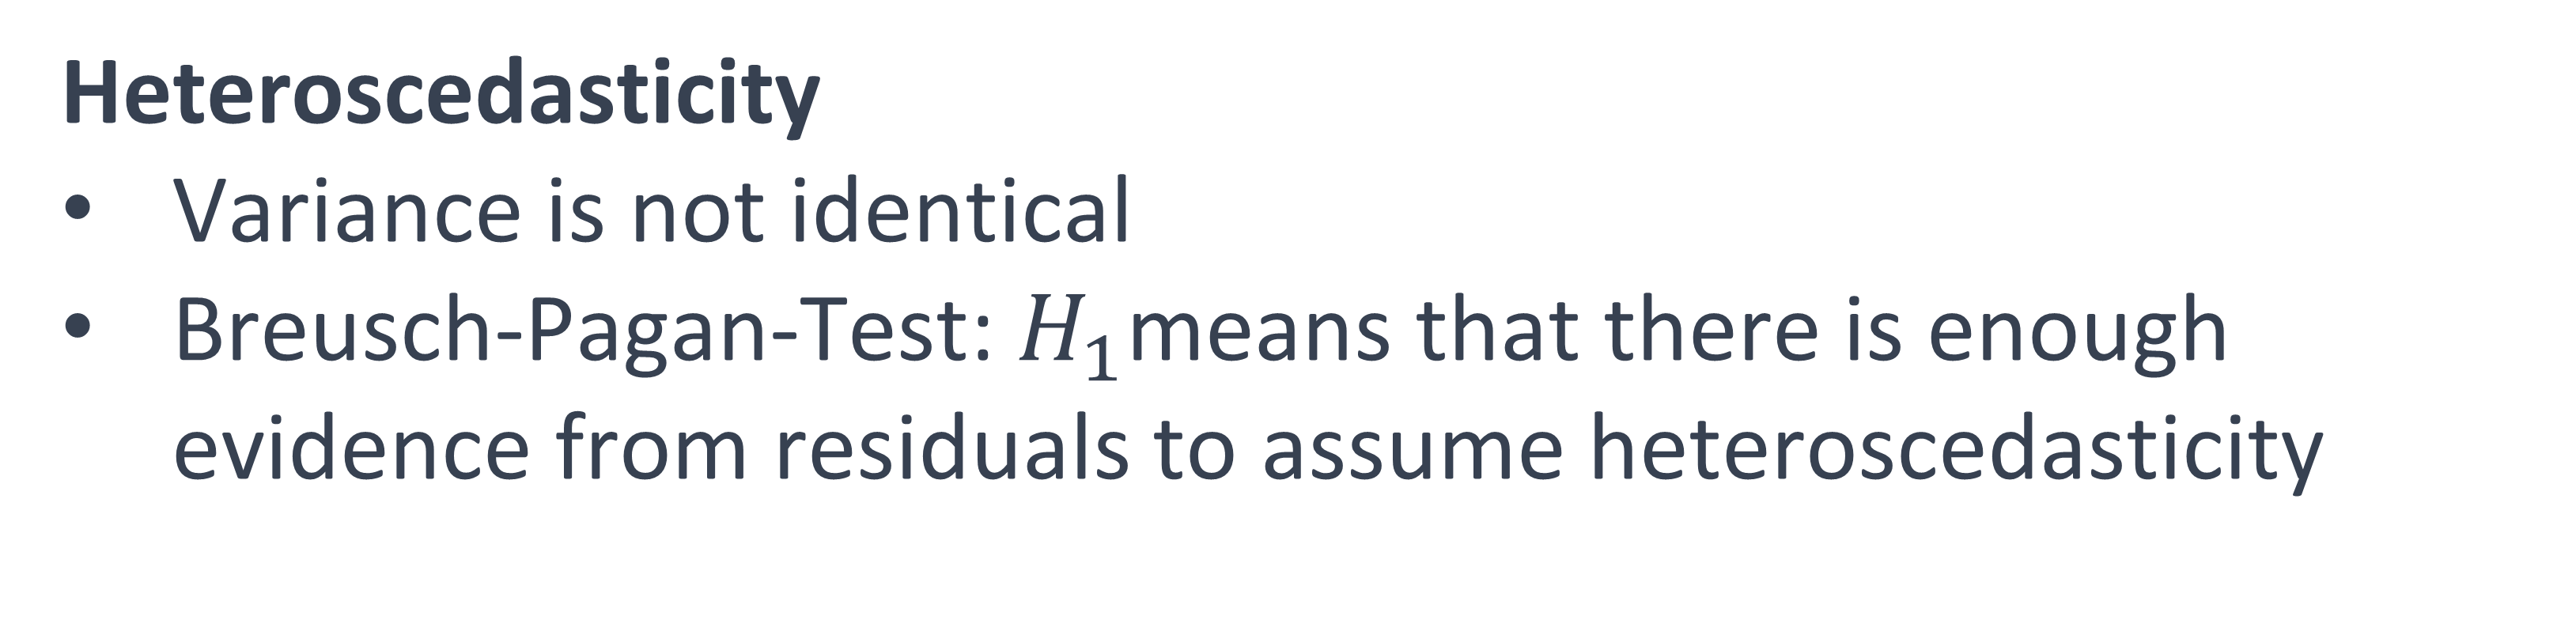 Heteroscedasticity
• Variance is not identical
• Breusch-Pagan-Test: H₁ means that there is enough
evidence from residuals to assume heteroscedasticity